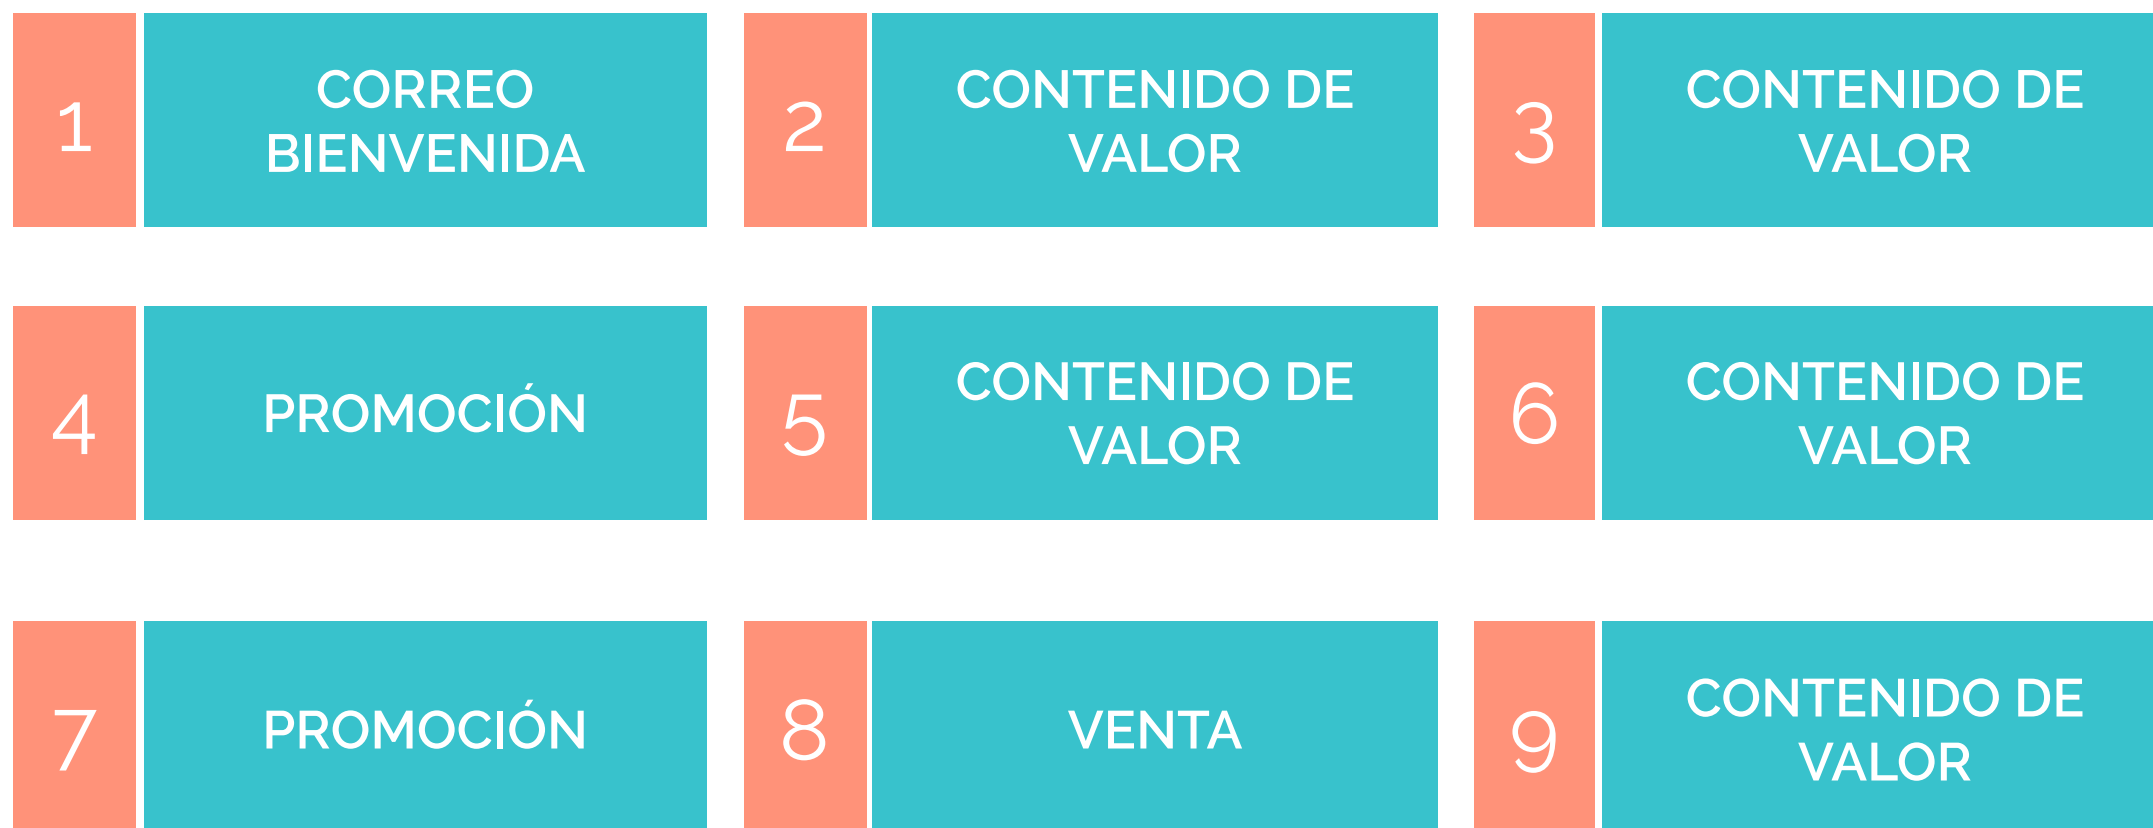 1
CORREO
BIENVENIDA
2
CONTENIDO DE
VALOR
3
CONTENIDO DE
VALOR
4
PROMOCIÓN
5
CONTENIDO DE
VALOR
6
CONTENIDO DE
VALOR
7
PROMOCIÓN
8
VENTA
9
CONTENIDO DE
VALOR